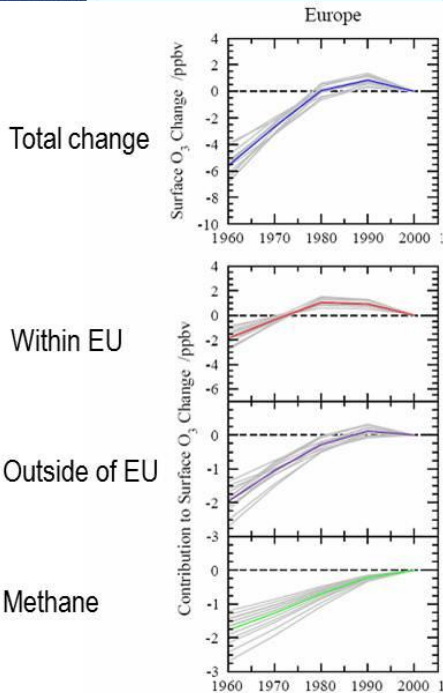 Europe
Total change
Surface O3 Change /ppbv
4
2
0
-2
-4
-6
-8
-10
1960 1970 1980 1990 2000
Within EU
Outside of EU
Methane
Contribution to Surface O3 Change /ppbv
4
2
0
-2
-4
-6
0
-1
-2
-3
0
-1
-2
-3
1960 1970 1980 1990 2000